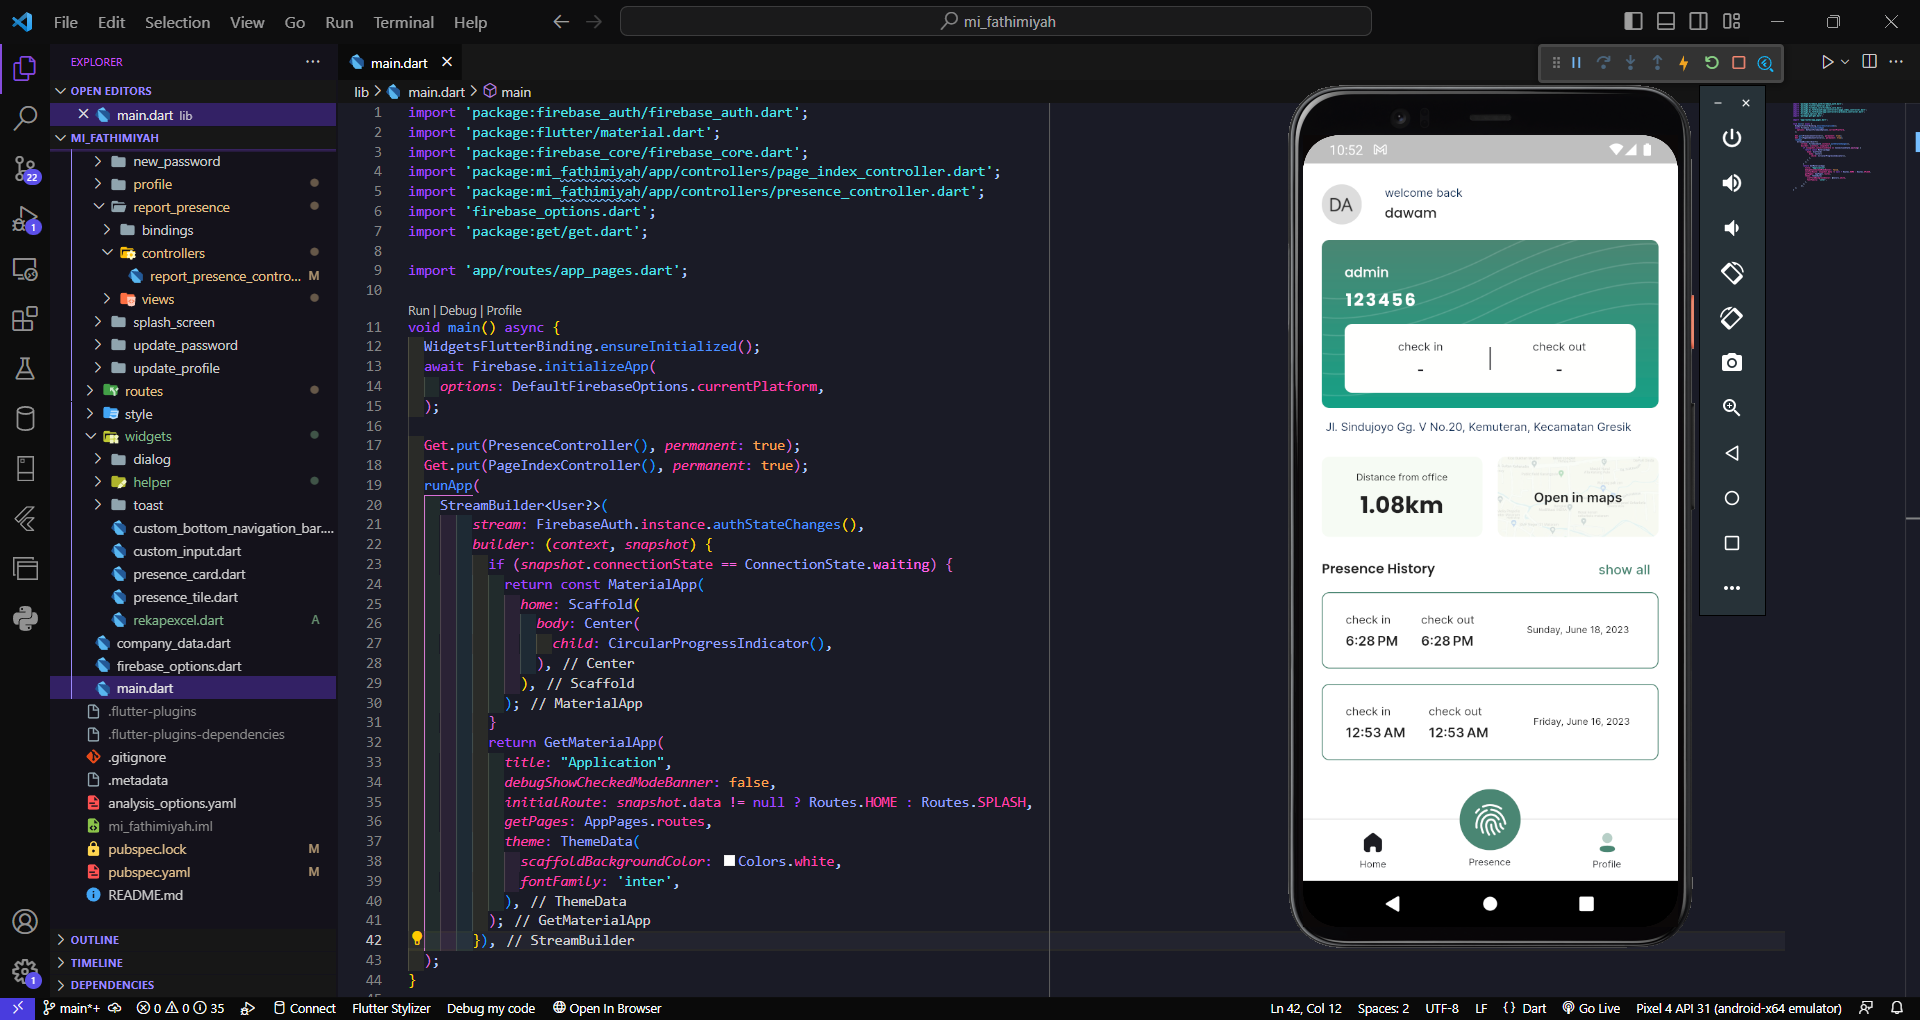 File Edit Selection View Go Run Terminal Help
mi_fathimiyah
EXPLORER
OPEN EDITORS
main.dart lib
MI_FATHIMIYAH
new_password
profile
report_presence
bindings
controllers
report_presence_contro... M
views
splash_screen
update_password
update_profile
routes
style
widgets
dialog
helper
toast
custom_bottom_navigation_bar....
custom_input.dart
presence_card.dart
presence_tile.dart
rekapexcel.dart A
company_data.dart
firebase_options.dart
main.dart
.flutter-plugins
.flutter-plugins-dependencies
.gitignore
.metadata
analysis_options.yaml
mi_fathimiyah.iml
pubspec.lock M
pubspec.yaml M
README.md
OUTLINE
TIMELINE
DEPENDENCIES
22
1
1
main.dart
lib > main.dart > main
1 import 'package:firebase_auth/firebase_auth.dart';
2 import 'package:flutter/material.dart';
3 import 'package:firebase_core/firebase_core.dart';
4 import 'package:mi_fathimiyah/app/controllers/page_index_controller.dart';
5 import 'package:mi_fathimiyah/app/controllers/presence_controller.dart';
6 import 'firebase_options.dart';
7 import 'package:get/get.dart';
8
9 import 'app/routes/app_pages.dart';
10
Run | Debug | Profile
11 void main() async {
12 WidgetsFlutterBinding.ensureInitialized();
13 await Firebase.initializeApp(
14 options: DefaultFirebaseOptions.currentPlatform,
15 );
16
17 Get.put(PresenceController(), permanent: true);
18 Get.put(PageIndexController(), permanent: true);
19 runApp(
20 StreamBuilder<User?>(
21 stream: FirebaseAuth.instance.authStateChanges(),
22 builder: (context, snapshot) {
23 if (snapshot.connectionState == ConnectionState.waiting) {
24 return const MaterialApp(
25 home: Scaffold(
26 body: Center(
27 child: CircularProgressIndicator(),
28 ), // Center
29 ), // Scaffold
30 ); // MaterialApp
31 }
32 return GetMaterialApp(
33 title: "Application",
34 debugShowCheckedModeBanner: false,
35 initialRoute: snapshot.data != null ? Routes.HOME : Routes.SPLASH,
36 getPages: AppPages.routes,
37 theme: ThemeData(
38 scaffoldBackgroundColor: Colors.white,
39 fontFamily: 'inter',
40 ), // ThemeData
41 ); // GetMaterialApp
42 }), // StreamBuilder
43 );
44 }
10:52
DA
welcome back
dawam
admin
123456
check in | check out
- -
Jl. Sindujoyo Gg. V No.20, Kemuteran, Kecamatan Gresik
Distance from office
1.08km
Open in maps
Presence History show all
check in check out
6:28 PM 6:28 PM
Sunday, June 18, 2023
check in check out
12:53 AM 12:53 AM
Friday, June 16, 2023
Home Presence Profile
main*+ 0 0 35 Connect Flutter Stylizer Debug my code Open In Browser Ln 42, Col 12 Spaces: 2 UTF-8 LF {} Dart Go Live Pixel 4 API 31 (android-x64 emulator)